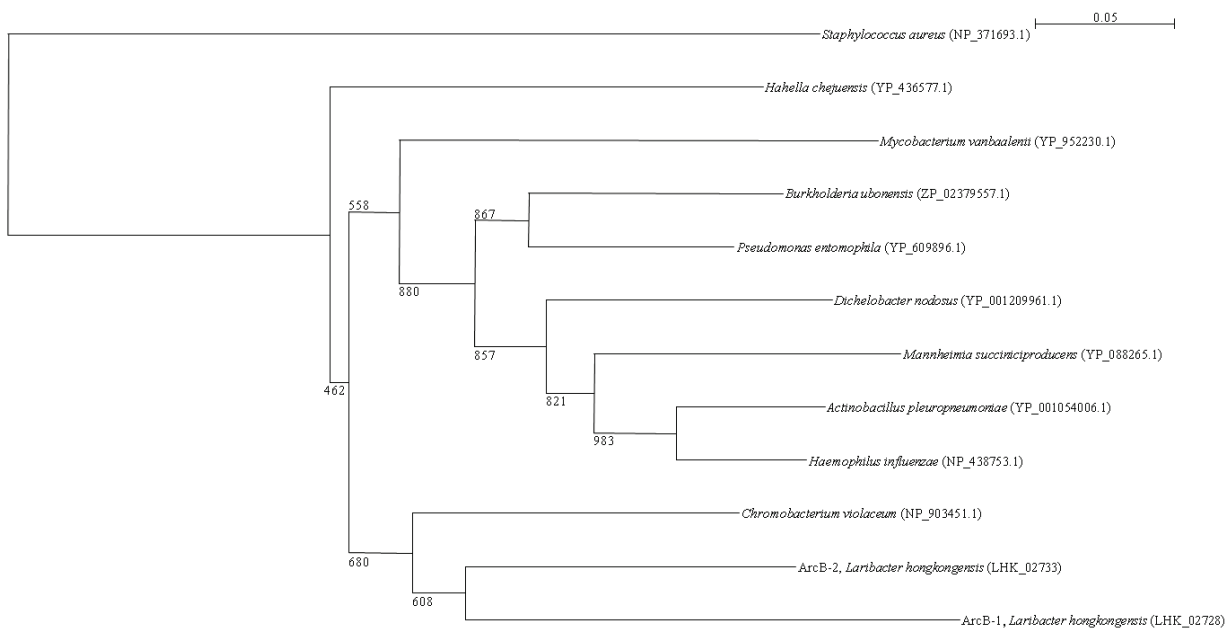 0.05
Staphylococcus aureus (NP_371693.1)
Hahella chejuensis (YP_436577.1)
Mycobacterium vanbaalenii (YP_952230.1)
Burkholderia ubonensis (ZP_02379557.1)
558
867
Pseudomonas entomophila (YP_609896.1)
880
Dichelobacter nodosus (YP_001209961.1)
857
Mannheimia succiniciproducens (YP_088265.1)
462
821
Actinobacillus pleuropneumoniae (YP_001054006.1)
983
Haemophilus influenzae (NP_438753.1)
Chromobacterium violaceum (NP_903451.1)
680
ArcB-2, Laribacter hongkongensis (LHK_02733)
608
ArcB-1, Laribacter hongkongensis (LHK_02728)